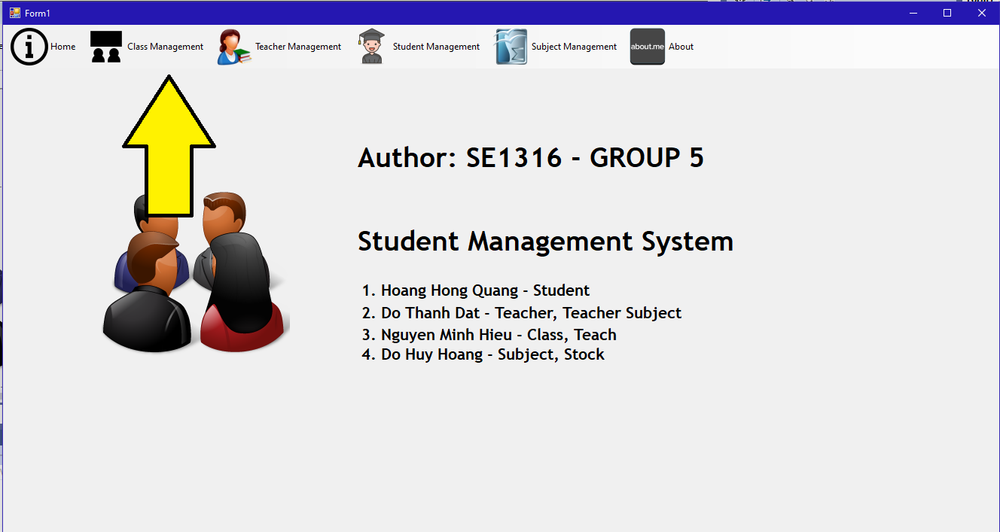 Form1
Home Class Management Teacher Management Student Management Subject Management about.me About
Author: SE1316 - GROUP 5
Student Management System
1. Hoang Hong Quang - Student
2. Do Thanh Dat - Teacher, Teacher Subject
3. Nguyen Minh Hieu - Class, Teach
4. Do Huy Hoang - Subject, Stock